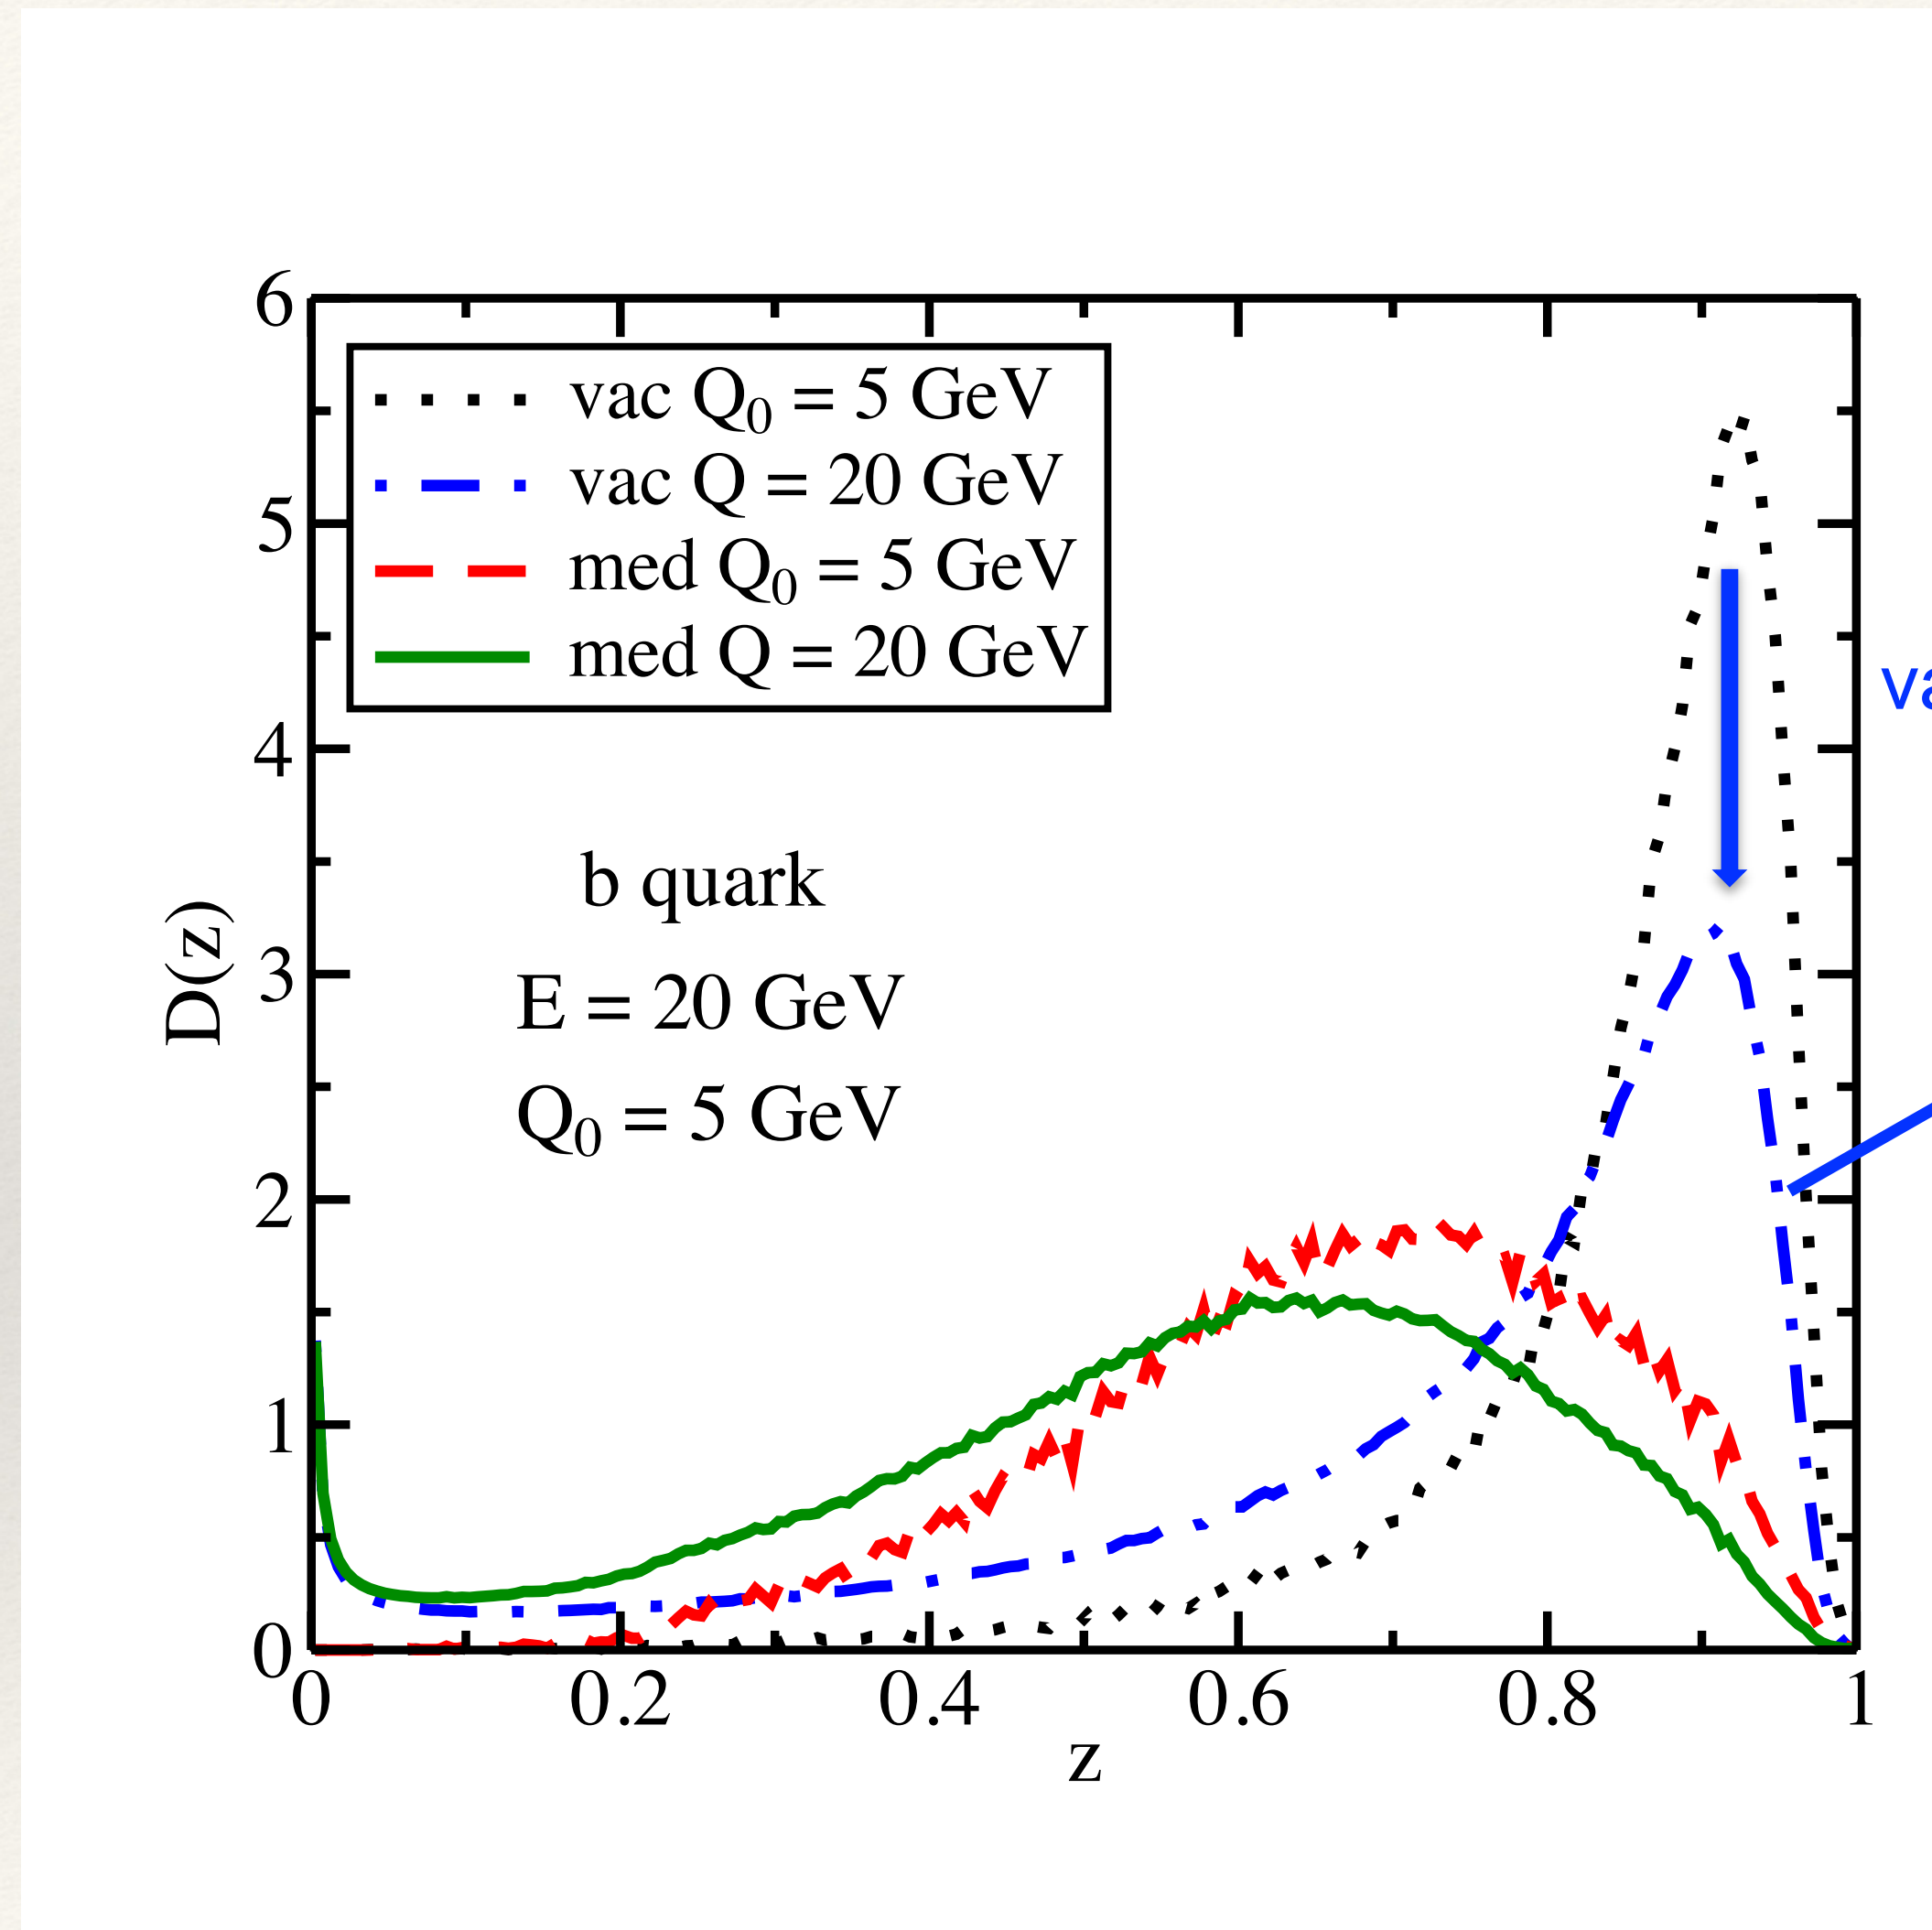 6
5
4
3
2
1
0
D(z)
vac Q₀ = 5 GeV
vac Q = 20 GeV
med Q₀ = 5 GeV
med Q = 20 GeV
b quark
E = 20 GeV
Q₀ = 5 GeV
va
0 0.2 0.4 0.6 0.8 1
z